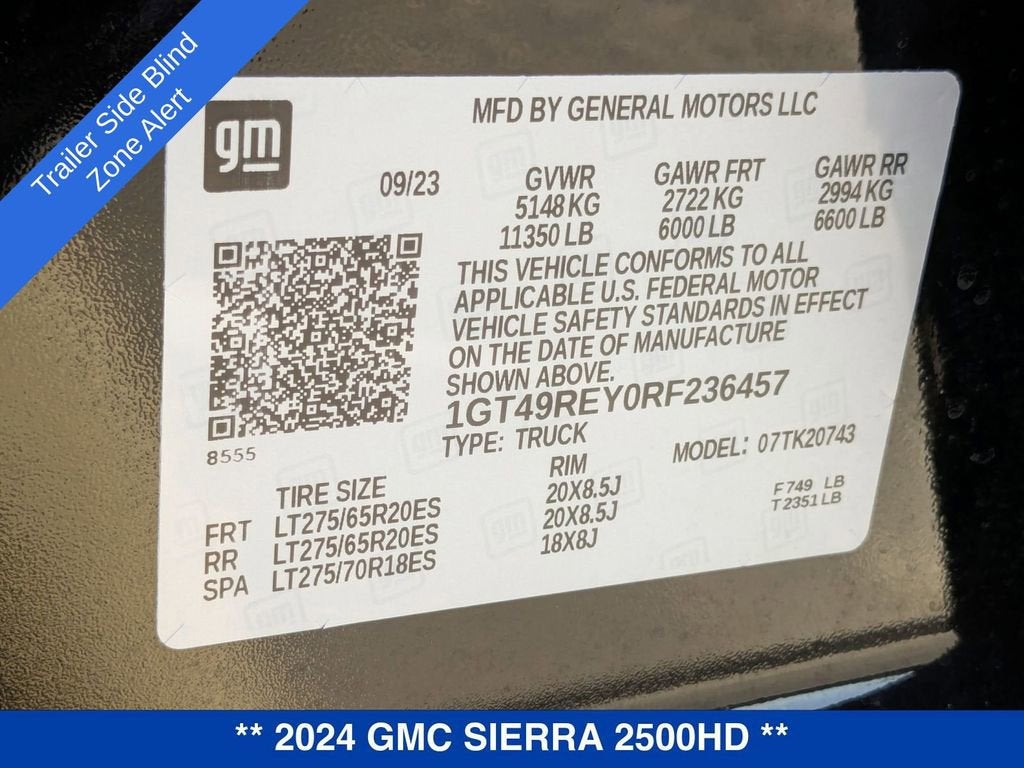 Trailer Side Blind
Zone Alert
gm
MFD BY GENERAL MOTORS LLC
09/23
GVWR
5148 KG
11350 LB
GAWR FRT
2722 KG
6000 LB
GAWR RR
2994 KG
6600 LB
THIS VEHICLE CONFORMS TO ALL
APPLICABLE U.S. FEDERAL MOTOR
VEHICLE SAFETY STANDARDS IN EFFECT
ON THE DATE OF MANUFACTURE
SHOWN ABOVE.
1GT49REY0RF236457
TYPE: TRUCK
MODEL: 07TK20743
8555
TIRE SIZE RIM
FRT LT275/65R20ES 20X8.5J
RR LT275/65R20ES 20X8.5J
SPA LT275/70R18ES 18X8J
F 749 LB
T 2351 LB
** 2024 GMC SIERRA 2500HD **